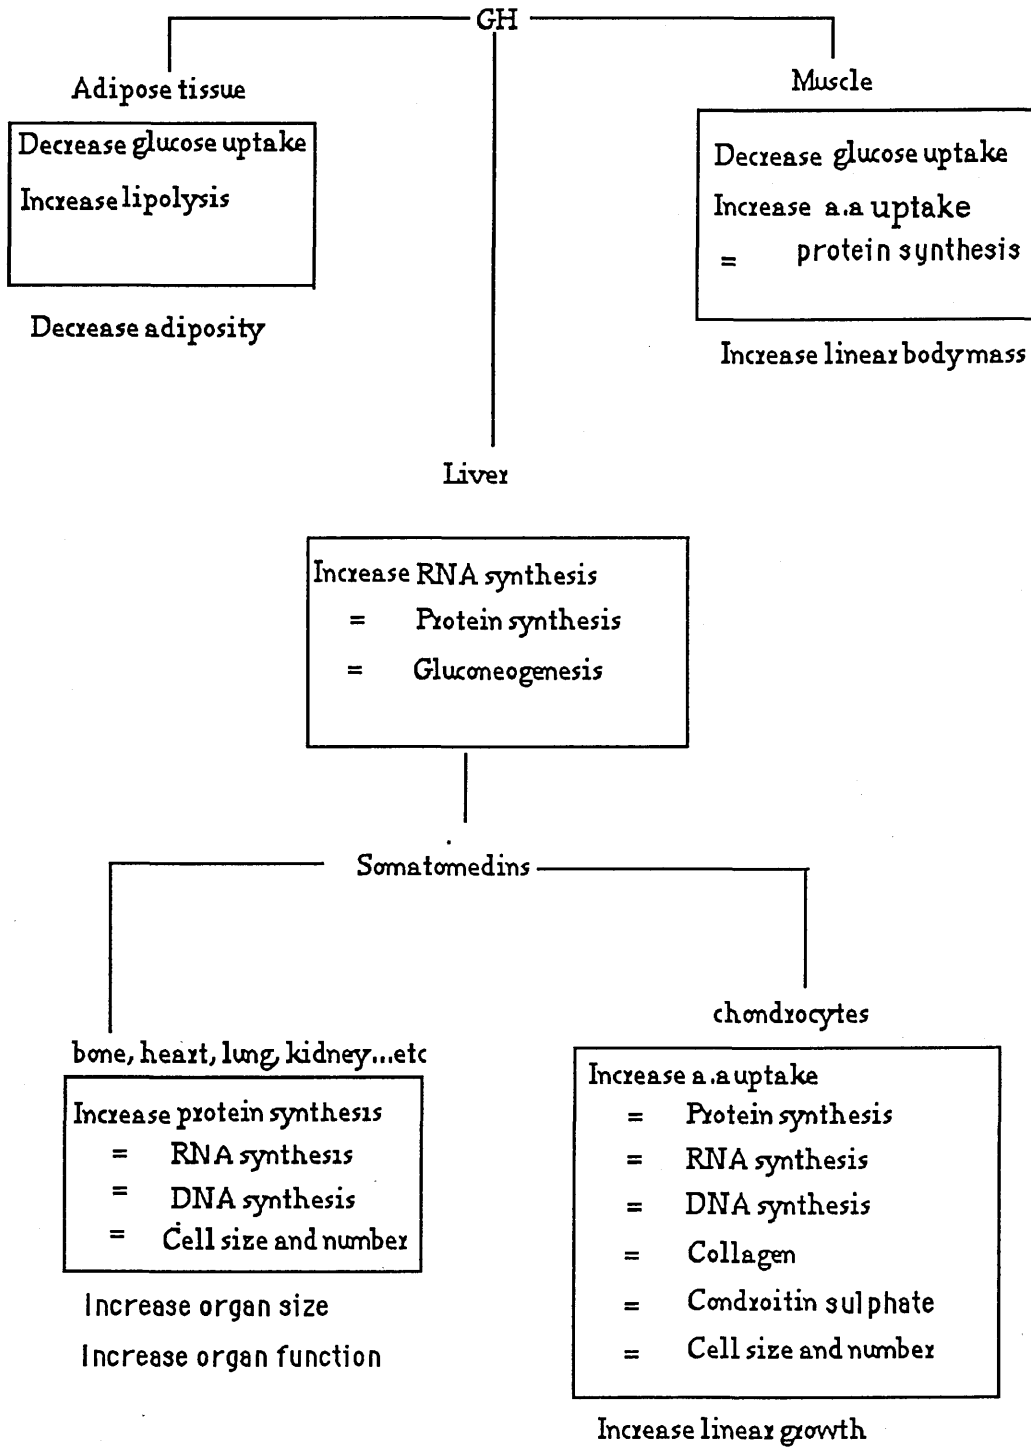 GH
Adipose tissue
Decrease glucose uptake
Increase lipolysis
Decrease adiposity
Muscle
Decrease glucose uptake
Increase a.a uptake
= protein synthesis
Increase linear body mass
Liver
Increase RNA synthesis
= Protein synthesis
= Gluconeogenesis
Somatomedins
bone, heart, lung, kidney...etc
Increase protein synthesis
= RNA synthesis
= DNA synthesis
= Cell size and number
Increase organ size
Increase organ function
chondrocytes
Increase a.a uptake
= Protein synthesis
= RNA synthesis
= DNA synthesis
= Collagen
= Condroitin sulphate
= Cell size and number
Increase linear growth